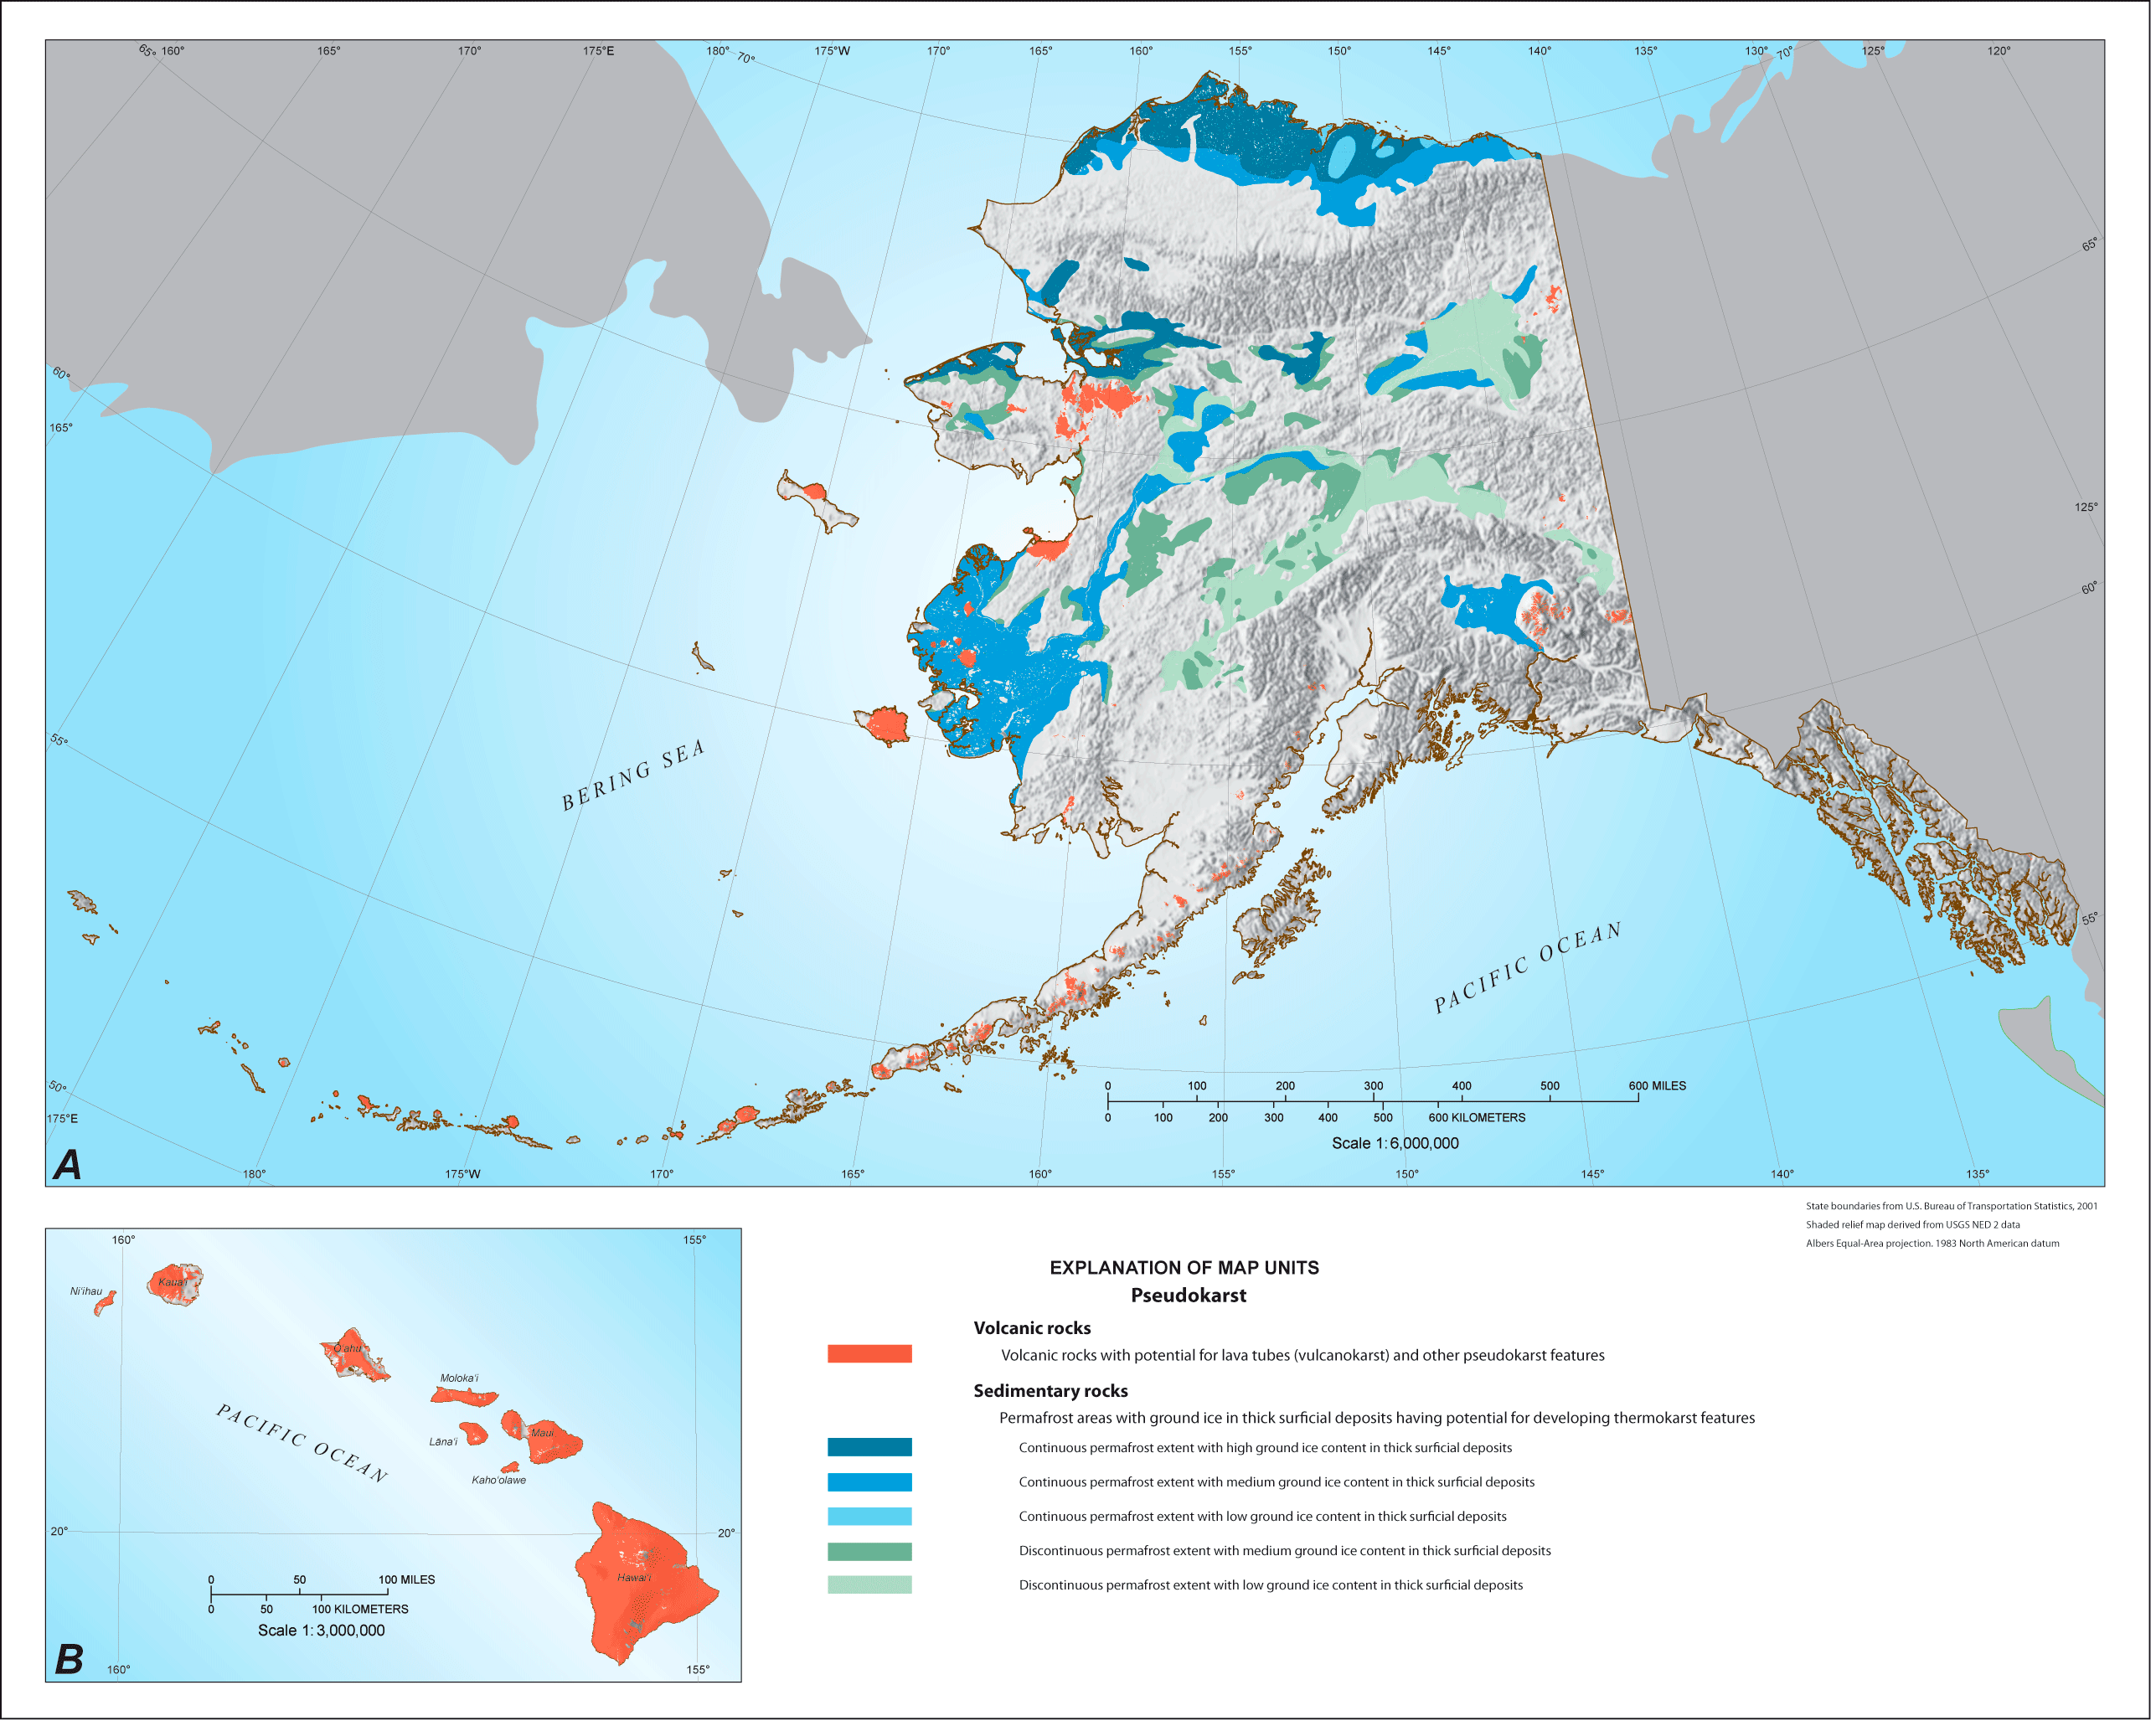 65° 160° 165° 170° 175°E 180° 70° 175°W 170° 165° 160° 155° 150° 145° 140° 135° 130° 70° 125° 120°
65°
60°
165°
125°
60°
55°
BERING SEA
55°
PACIFIC OCEAN
50°
175°E
0 100 200 300 400 500 600 MILES
0 100 200 300 400 500 600 KILOMETERS
Scale 1:6,000,000
A
180° 175°W 170° 165° 160° 155° 150° 145° 140° 135°
State boundaries from U.S. Bureau of Transportation Statistics, 2001
Shaded relief map derived from USGS NED 2 data
Albers Equal-Area projection. 1983 North American datum
160° 155°
Ni'ihau
Kaua'i
O'ahu
Moloka'i
Lāna'i
Maui
Kaho'olawe
PACIFIC OCEAN
20° 20°
Hawai'i
0 50 100 MILES
0 50 100 KILOMETERS
Scale 1:3,000,000
B
160° 155°
EXPLANATION OF MAP UNITS
Pseudokarst
Volcanic rocks
Volcanic rocks with potential for lava tubes (vulcanokarst) and other pseudokarst features
Sedimentary rocks
Permafrost areas with ground ice in thick surficial deposits having potential for developing thermokarst features
Continuous permafrost extent with high ground ice content in thick surficial deposits
Continuous permafrost extent with medium ground ice content in thick surficial deposits
Continuous permafrost extent with low ground ice content in thick surficial deposits
Discontinuous permafrost extent with medium ground ice content in thick surficial deposits
Discontinuous permafrost extent with low ground ice content in thick surficial deposits